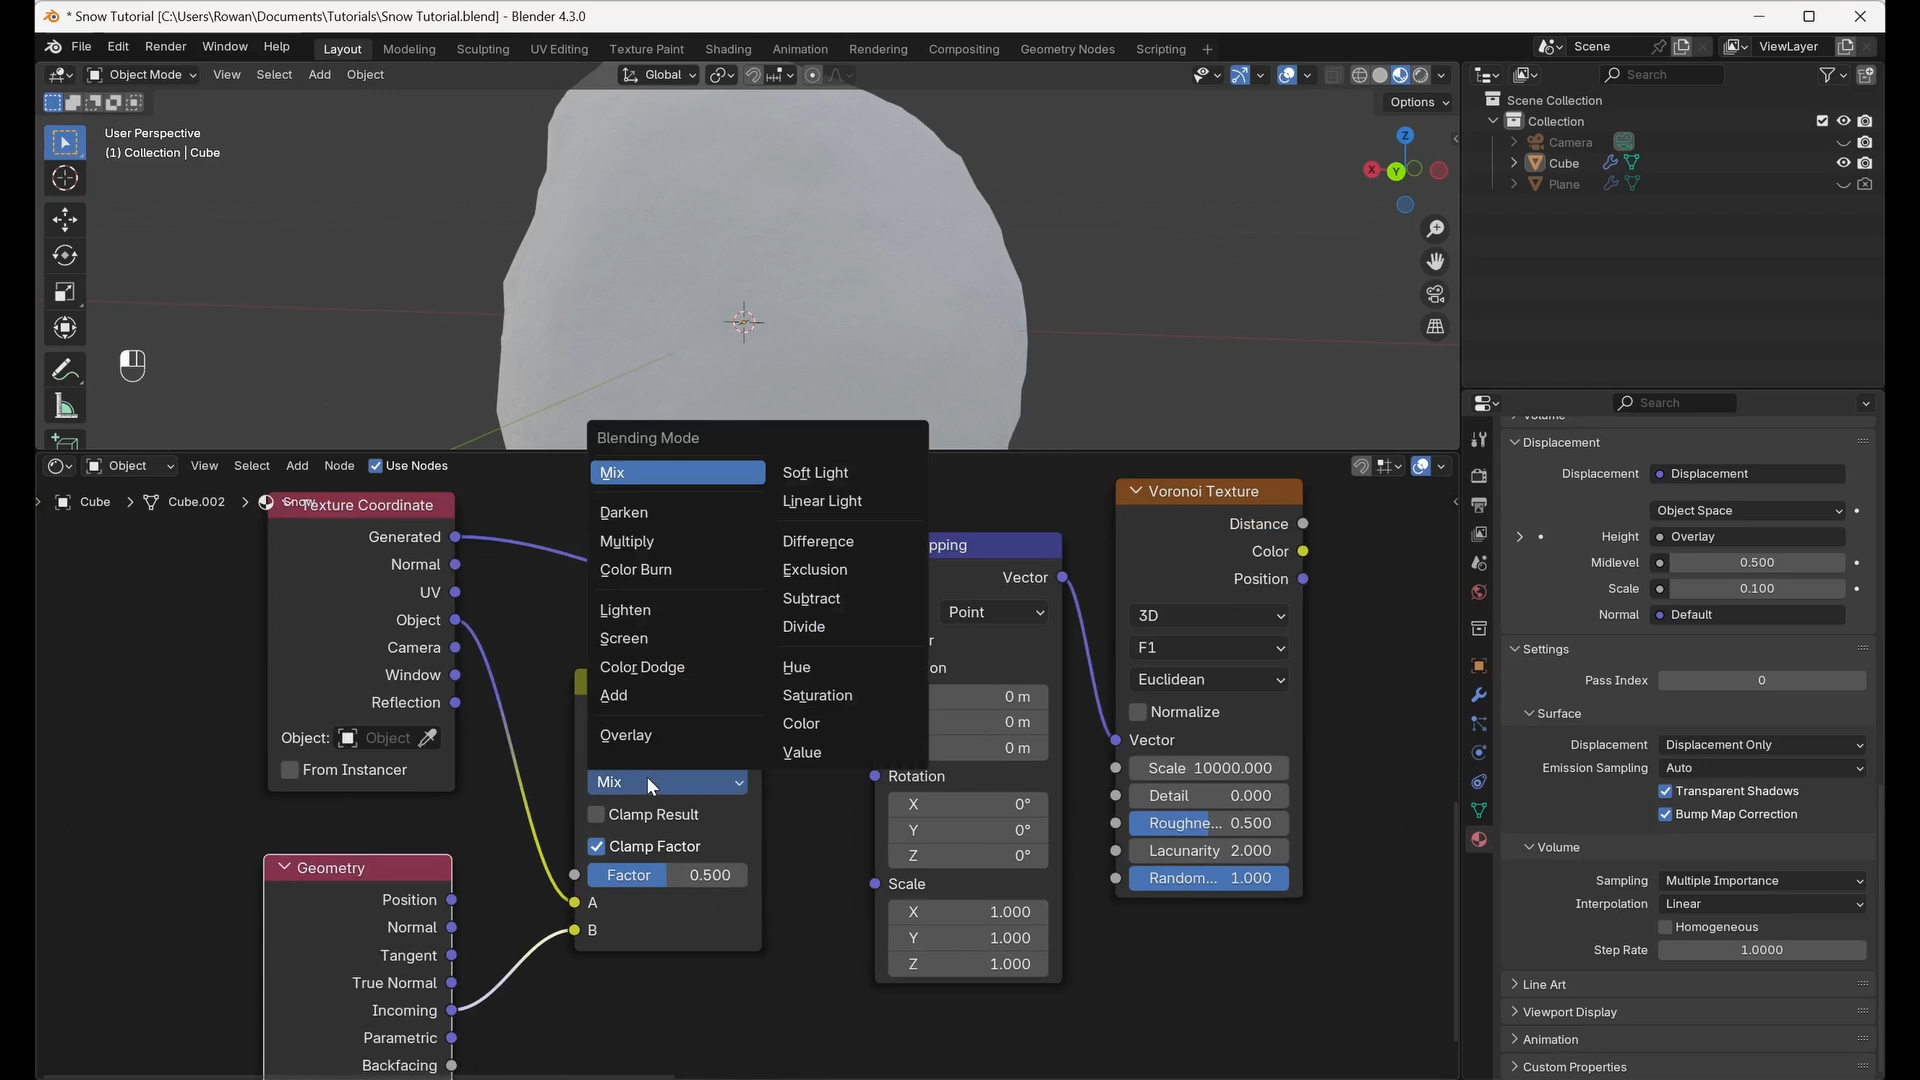 * Snow Tutorial [C:\Users\Rowan\Documents\Tutorials\Snow Tutorial.blend] - Blender 4.3.0
File Edit Render Window Help Layout Modeling Sculpting UV Editing Texture Paint Shading Animation Rendering Compositing Geometry Nodes Scripting + Scene ViewLayer
Object Mode View Select Add Object Global Search
Options
User Perspective
(1) Collection | Cube
X Y Z
Scene Collection
Collection
Camera
Cube
Plane
Object View Select Add Node Use Nodes
Cube > Cube.002 > Snow
Texture Coordinate
Generated
Normal
UV
Object
Camera
Window
Reflection
Object: Object
From Instancer
Geometry
Position
Normal
Tangent
True Normal
Incoming
Parametric
Backfacing
Blending Mode
Mix
Darken
Multiply
Color Burn
Lighten
Screen
Color Dodge
Add
Overlay
Soft Light
Linear Light
Difference
Exclusion
Subtract
Divide
Hue
Saturation
Color
Value
Mix
Clamp Result
Clamp Factor
Factor 0.500
A
B
pping
Vector
Point
r
on
0 m
0 m
0 m
Rotation
X 0°
Y 0°
Z 0°
Scale
X 1.000
Y 1.000
Z 1.000
Voronoi Texture
Distance
Color
Position
3D
F1
Euclidean
Normalize
Vector
Scale 10000.000
Detail 0.000
Roughne... 0.500
Lacunarity 2.000
Random... 1.000
Search
Displacement
Displacement Displacement
Object Space
Height Overlay
Midlevel 0.500
Scale 0.100
Normal Default
Settings
Pass Index 0
Surface
Displacement Displacement Only
Emission Sampling Auto
Transparent Shadows
Bump Map Correction
Volume
Sampling Multiple Importance
Interpolation Linear
Homogeneous
Step Rate 1.0000
Line Art
Viewport Display
Animation
Custom Properties